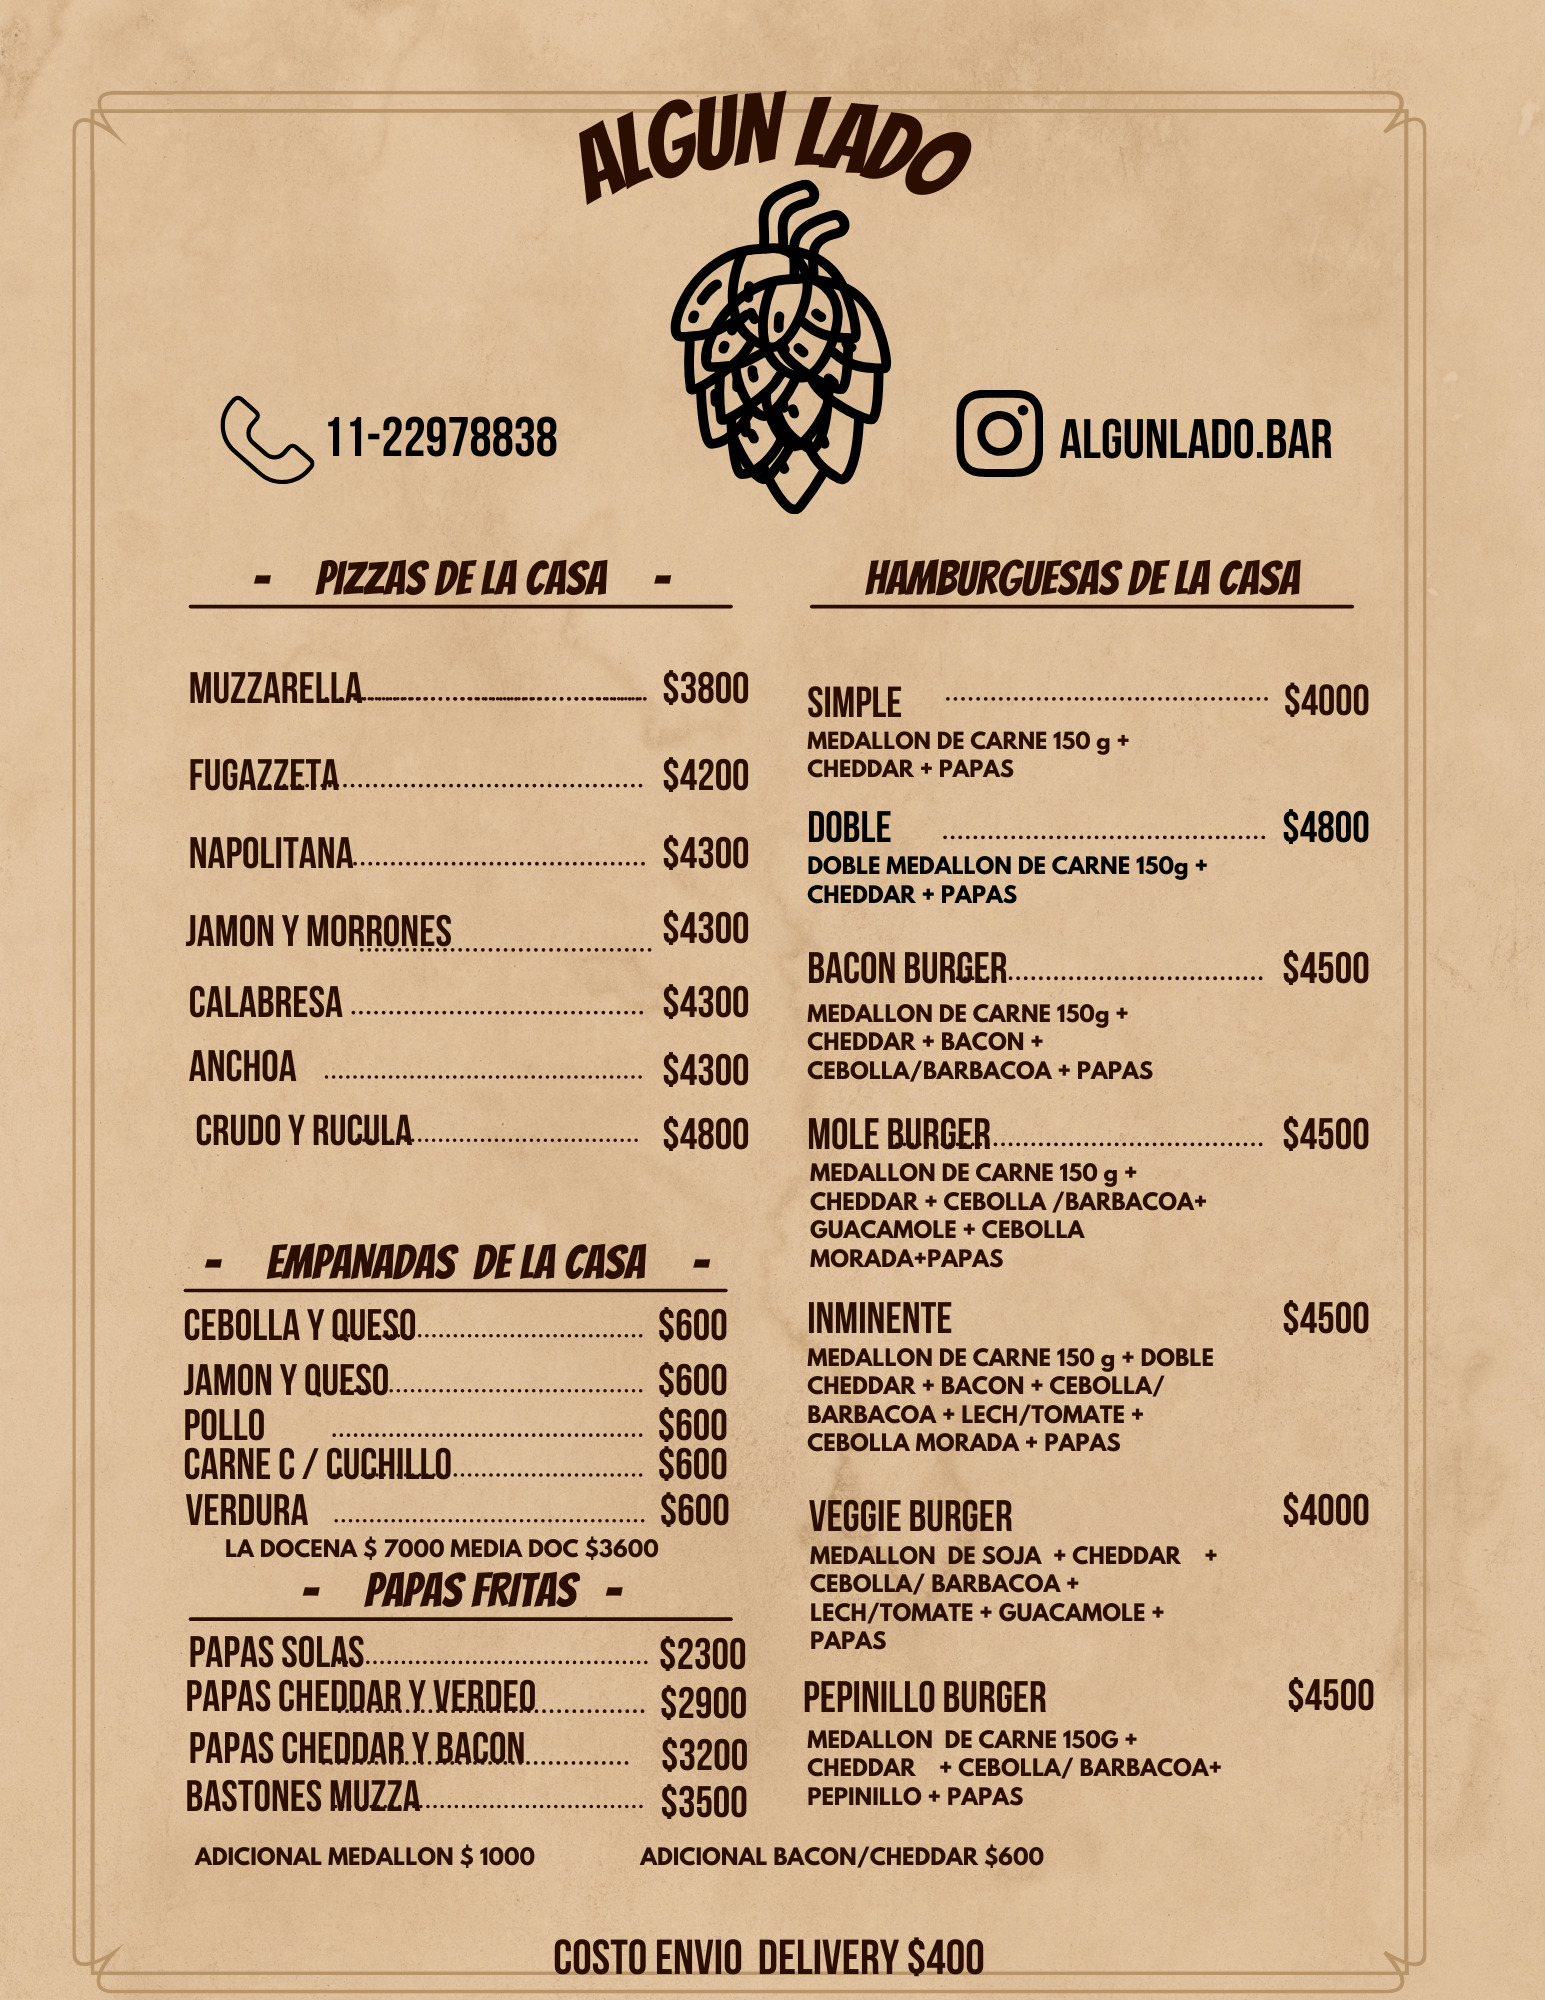 ALGUN LADO
11-22978838
ALGUNLADO.BAR
- PIZZAS DE LA CASA -
MUZZARELLA $3800
FUGAZZETA $4200
NAPOLITANA $4300
JAMON Y MORRONES $4300
CALABRESA $4300
ANCHOA $4300
CRUDO Y RUCULA $4800
- EMPANADAS DE LA CASA -
CEBOLLA Y QUESO $600
JAMON Y QUESO $600
POLLO $600
CARNE C / CUCHILLO $600
VERDURA $600
LA DOCENA $ 7000 MEDIA DOC $3600
- PAPAS FRITAS -
PAPAS SOLAS $2300
PAPAS CHEDDAR Y VERDEO $2900
PAPAS CHEDDAR Y BACON $3200
BASTONES MUZZA $3500
HAMBURGUESAS DE LA CASA
SIMPLE $4000
MEDALLON DE CARNE 150 g +
CHEDDAR + PAPAS
DOBLE $4800
DOBLE MEDALLON DE CARNE 150g +
CHEDDAR + PAPAS
BACON BURGER $4500
MEDALLON DE CARNE 150g +
CHEDDAR + BACON +
CEBOLLA/BARBACOA + PAPAS
MOLE BURGER $4500
MEDALLON DE CARNE 150 g +
CHEDDAR + CEBOLLA /BARBACOA+
GUACAMOLE + CEBOLLA
MORADA+PAPAS
INMINENTE $4500
MEDALLON DE CARNE 150 g + DOBLE
CHEDDAR + BACON + CEBOLLA/
BARBACOA + LECH/TOMATE +
CEBOLLA MORADA + PAPAS
VEGGIE BURGER $4000
MEDALLON DE SOJA + CHEDDAR +
CEBOLLA/ BARBACOA +
LECH/TOMATE + GUACAMOLE +
PAPAS
PEPINILLO BURGER $4500
MEDALLON DE CARNE 150G +
CHEDDAR + CEBOLLA/ BARBACOA+
PEPINILLO + PAPAS
ADICIONAL MEDALLON $ 1000 ADICIONAL BACON/CHEDDAR $600
COSTO ENVIO DELIVERY $400